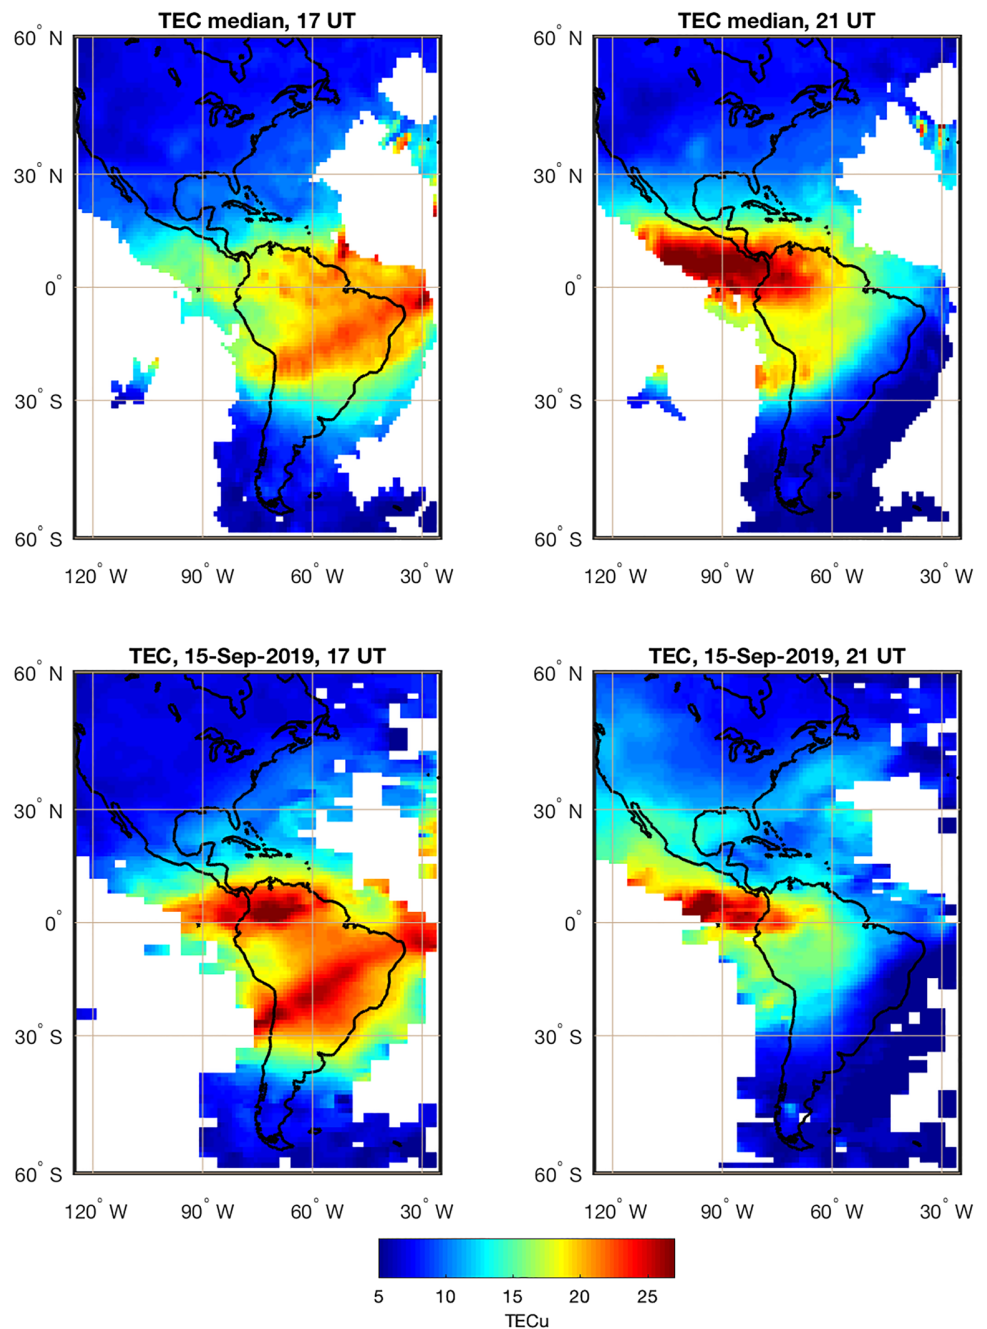 TEC median, 17 UT
TEC median, 21 UT
60° N
60° N
30° N
30° N
0°
0°
30° S
30° S
60° S
60° S
120° W 90° W 60° W 30° W
120° W 90° W 60° W 30° W
TEC, 15-Sep-2019, 17 UT
TEC, 15-Sep-2019, 21 UT
60° N
60° N
30° N
30° N
0°
0°
30° S
30° S
60° S
60° S
120° W 90° W 60° W 30° W
120° W 90° W 60° W 30° W
5 10 15 20 25
TECu